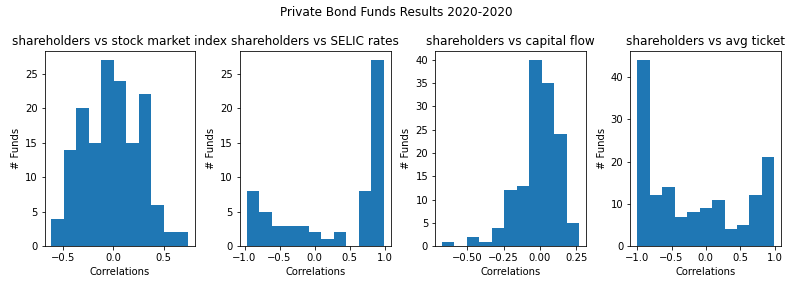 Private Bond Funds Results 2020-2020
shareholders vs stock market index
# Funds
25
20
15
10
5
0
−0.5 0.0 0.5
Correlations
shareholders vs SELIC rates
# Funds
25
20
15
10
5
0
−1.0 −0.5 0.0 0.5 1.0
Correlations
shareholders vs capital flow
# Funds
40
35
30
25
20
15
10
5
0
−0.50 −0.25 0.00 0.25
Correlations
shareholders vs avg ticket
# Funds
40
30
20
10
0
−1.0 −0.5 0.0 0.5 1.0
Correlations